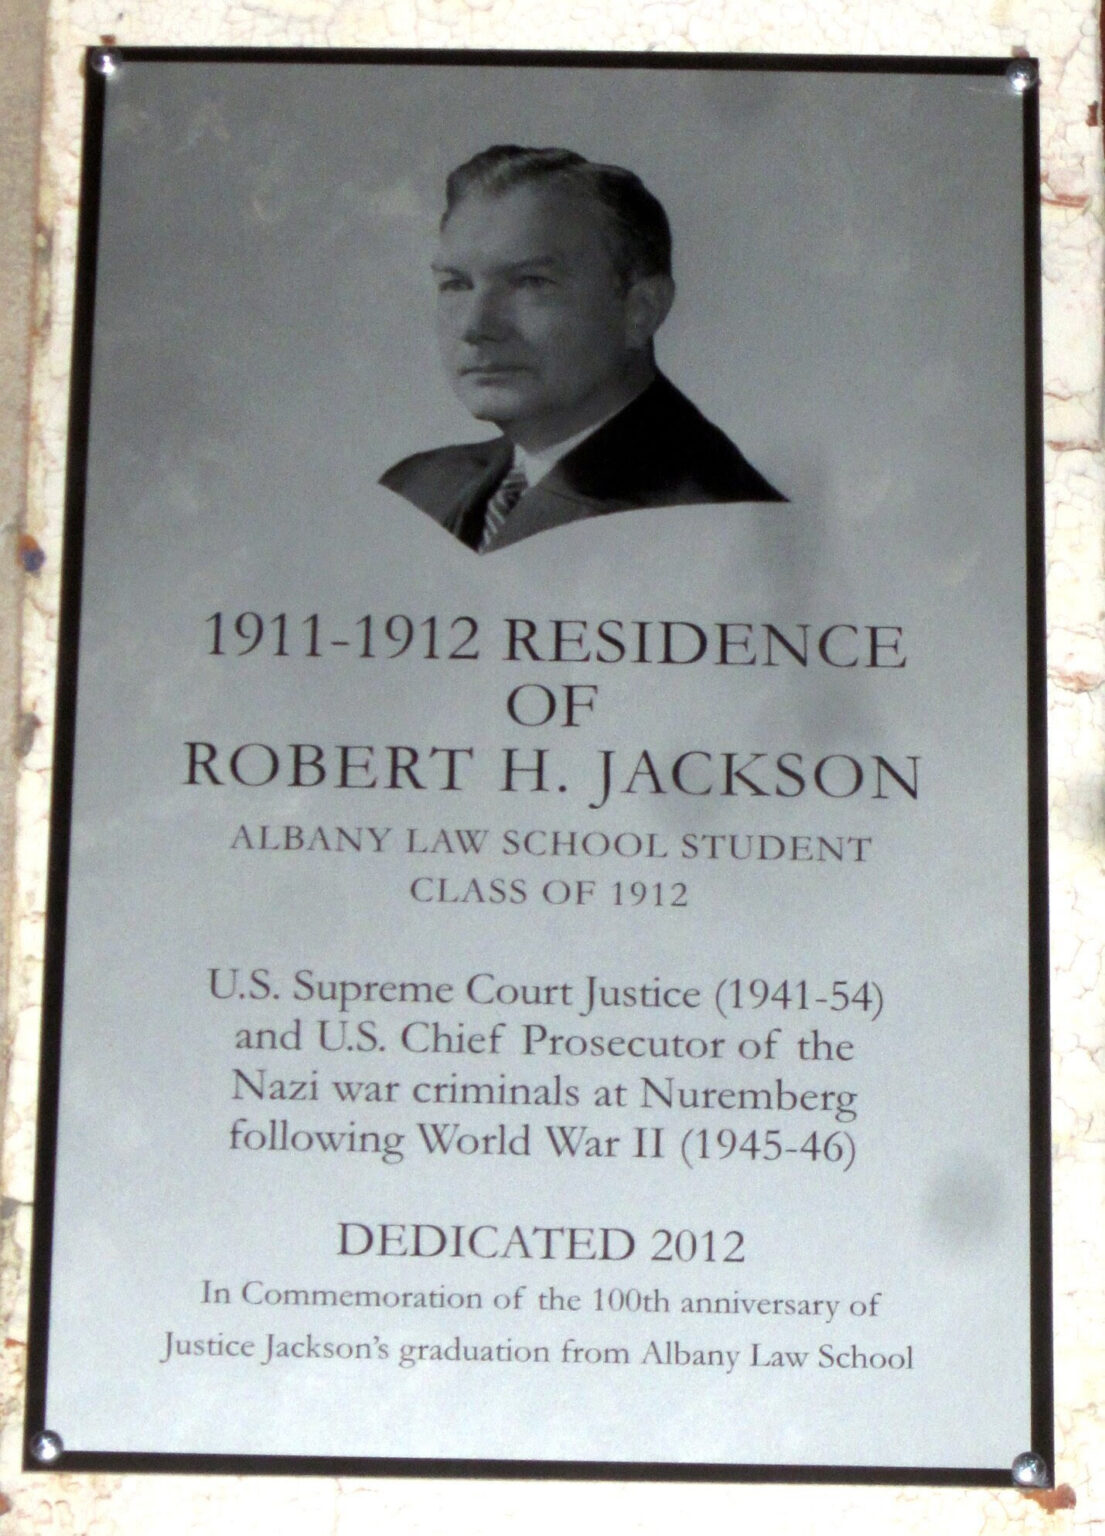 1911-1912 RESIDENCE
OF
ROBERT H. JACKSON
ALBANY LAW SCHOOL STUDENT
CLASS OF 1912
U.S. Supreme Court Justice (1941-54)
and U.S. Chief Prosecutor of the
Nazi war criminals at Nuremberg
following World War II (1945-46)
DEDICATED 2012
In Commemoration of the 100th anniversary of
Justice Jackson's graduation from Albany Law School